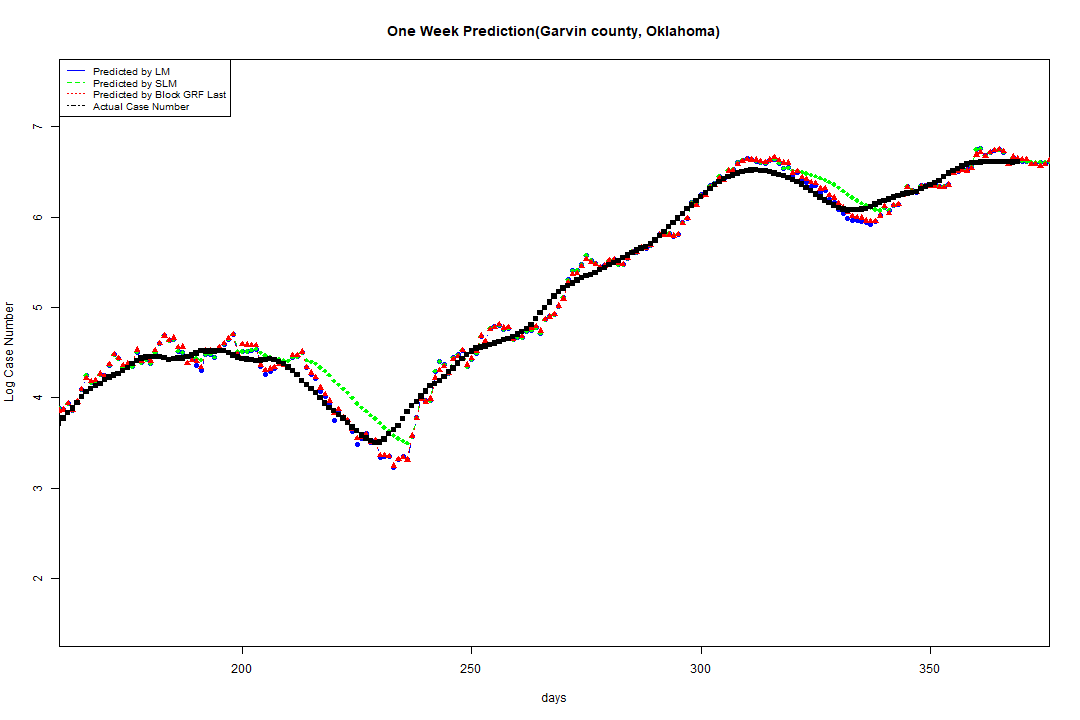 One Week Prediction(Garvin county, Oklahoma)
Predicted by LM
Predicted by SLM
Predicted by Block GRF Last
Actual Case Number
7
6
5
4
3
2
Log Case Number
200
250
300
350
days